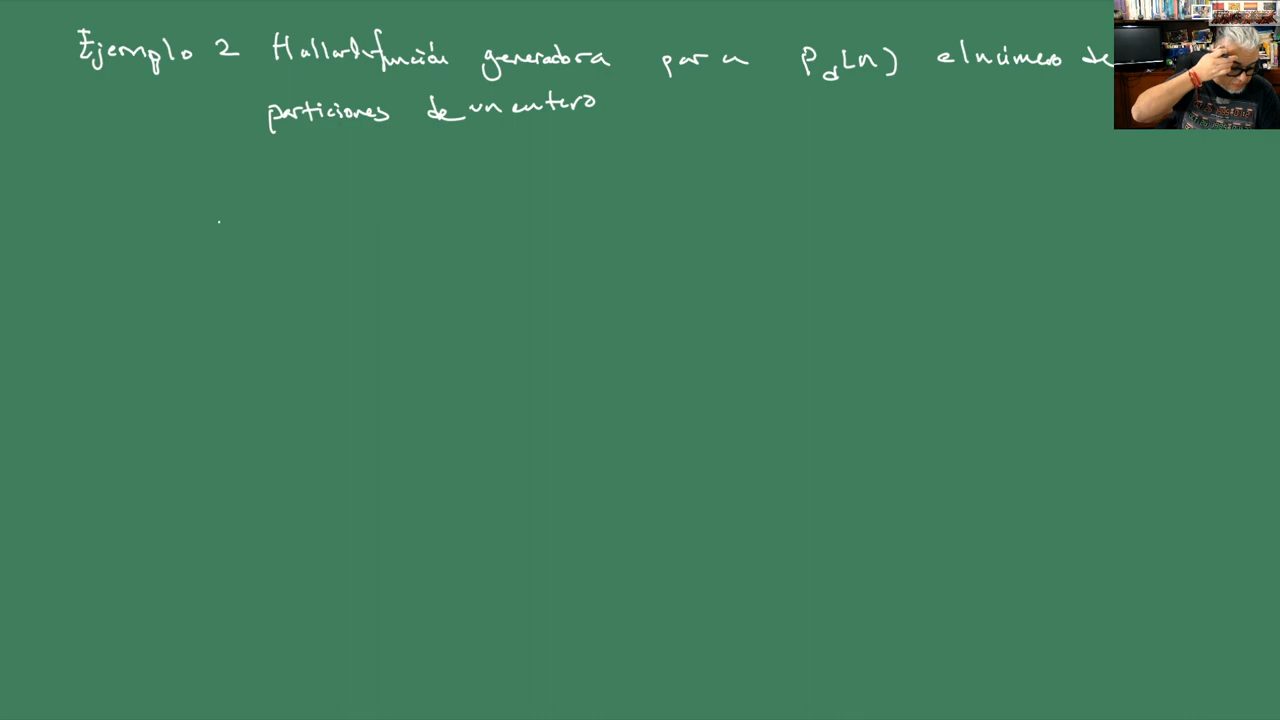 Ejemplo 2 Hallar la función generadora para P_d(n) el número de
particiones de un entero